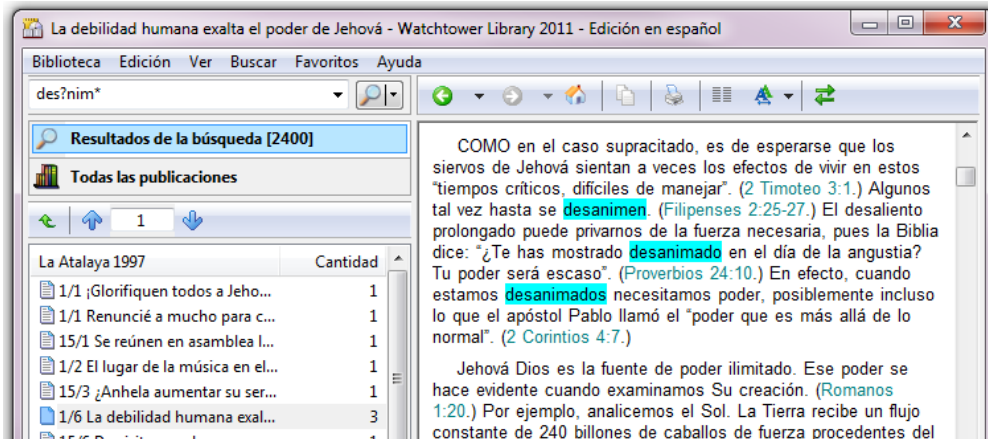 La debilidad humana exalta el poder de Jehová - Watchtower Library 2011 - Edición en español
Biblioteca Edición Ver Buscar Favoritos Ayuda
des?nim*
Resultados de la búsqueda [2400]
Todas las publicaciones
1
La Atalaya 1997 Cantidad
1/1 ¡Glorifiquen todos a Jeho... 1
1/1 Renuncié a mucho para c... 1
15/1 Se reúnen en asamblea l... 1
1/2 El lugar de la música en el... 1
15/3 ¿Anhela aumentar su ser... 1
1/6 La debilidad humana exal... 3
COMO en el caso supracitado, es de esperarse que los
siervos de Jehová sientan a veces los efectos de vivir en estos
“tiempos críticos, difíciles de manejar”. (2 Timoteo 3:1.) Algunos
tal vez hasta se desanimen. (Filipenses 2:25-27.) El desaliento
prolongado puede privarnos de la fuerza necesaria, pues la Biblia
dice: “¿Te has mostrado desanimado en el día de la angustia?
Tu poder será escaso”. (Proverbios 24:10.) En efecto, cuando
estamos desanimados necesitamos poder, posiblemente incluso
lo que el apóstol Pablo llamó el “poder que es más allá de lo
normal”. (2 Corintios 4:7.)
Jehová Dios es la fuente de poder ilimitado. Ese poder se
hace evidente cuando examinamos Su creación. (Romanos
1:20.) Por ejemplo, analicemos el Sol. La Tierra recibe un flujo
constante de 240 billones de caballos de fuerza procedentes del